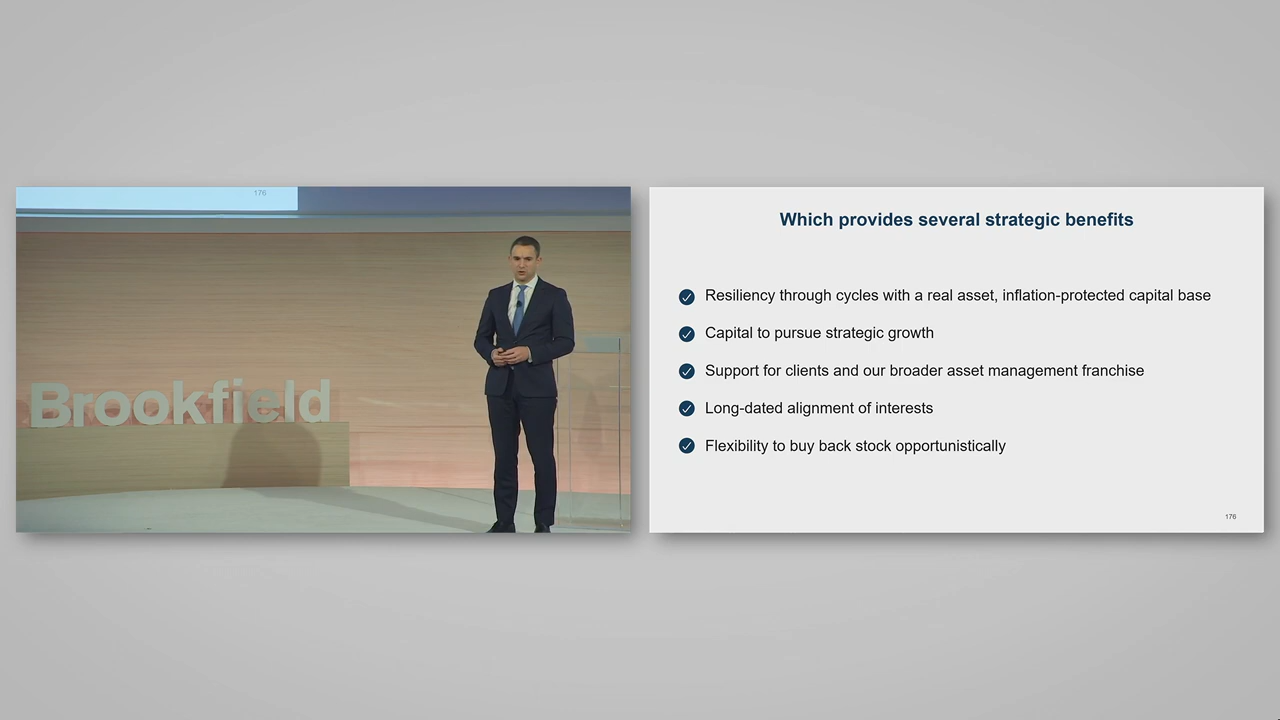 176
Brookfield
Which provides several strategic benefits
Resiliency through cycles with a real asset, inflation-protected capital base
Capital to pursue strategic growth
Support for clients and our broader asset management franchise
Long-dated alignment of interests
Flexibility to buy back stock opportunistically
176